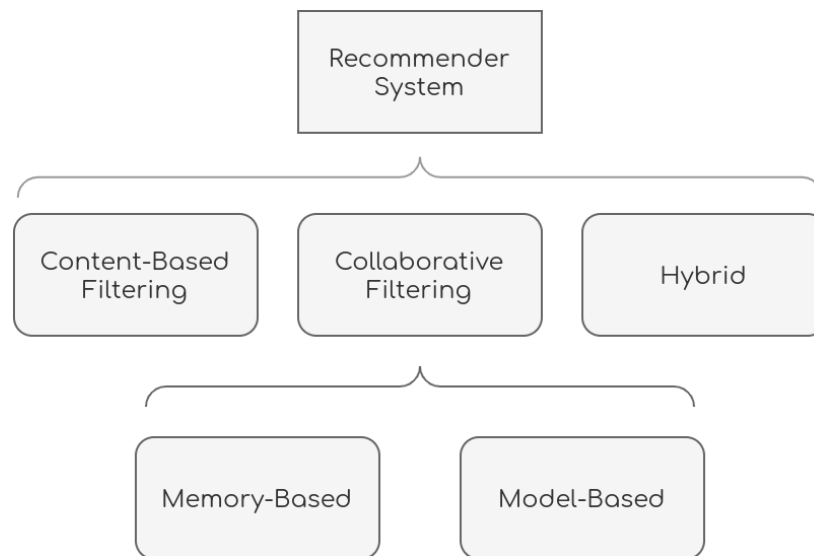 Recommender
System
Content-Based
Filtering
Collaborative
Filtering
Hybrid
Memory-Based
Model-Based